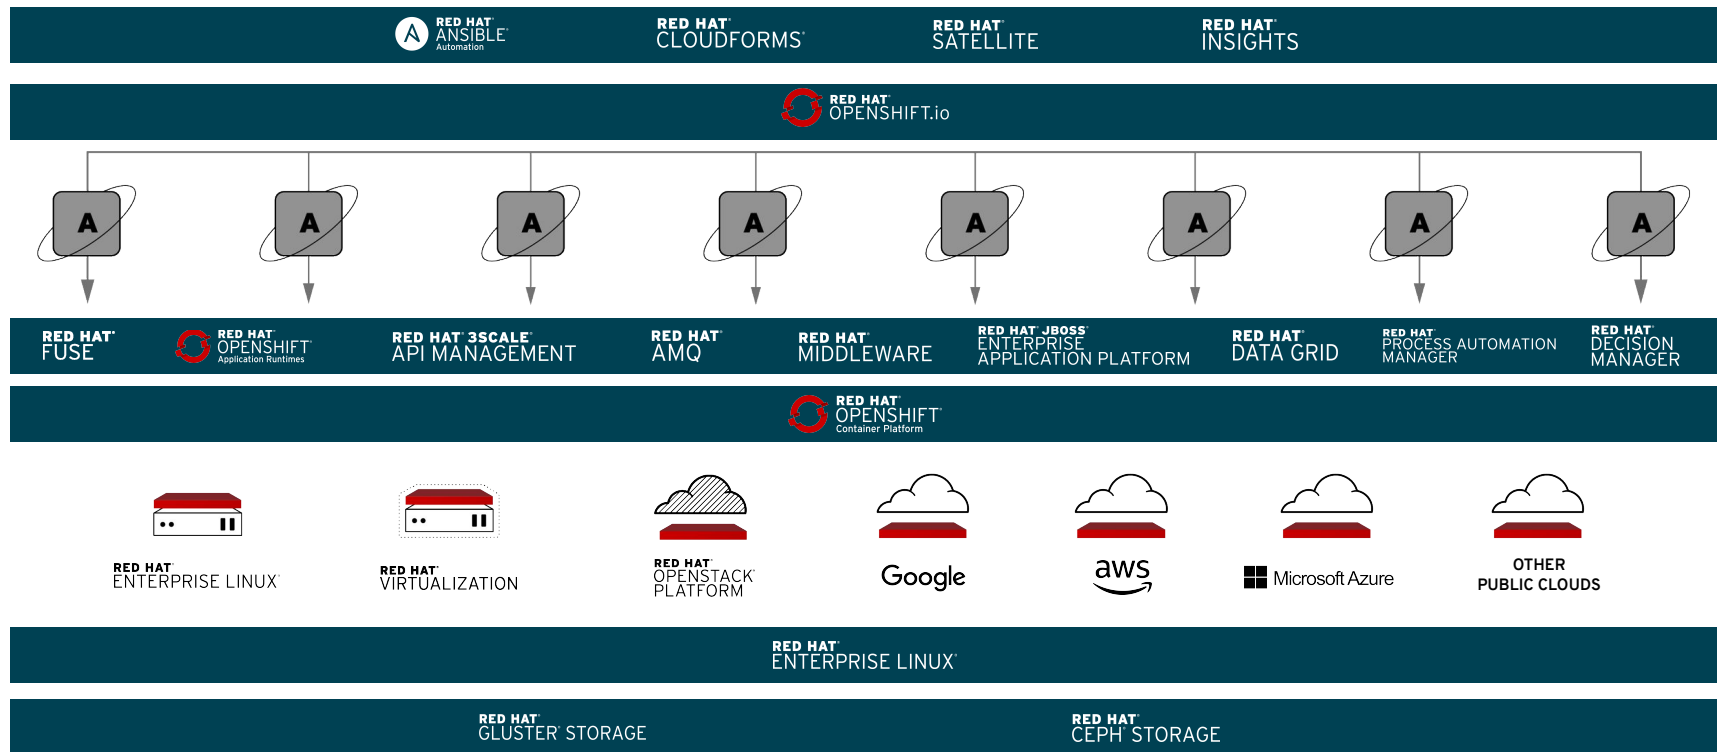 RED HAT®
ANSIBLE®
Automation
RED HAT®
CLOUDFORMS®
RED HAT®
SATELLITE
RED HAT®
INSIGHTS
RED HAT®
OPENSHIFT.io
A A A A A A A A
RED HAT®
FUSE
RED HAT®
OPENSHIFT®
Application Runtimes
RED HAT® 3SCALE®
API MANAGEMENT
RED HAT®
AMQ
RED HAT®
MIDDLEWARE
RED HAT® JBOSS®
ENTERPRISE
APPLICATION PLATFORM
RED HAT®
DATA GRID
RED HAT®
PROCESS AUTOMATION
MANAGER
RED HAT®
DECISION
MANAGER
RED HAT®
OPENSHIFT®
Container Platform
RED HAT®
ENTERPRISE LINUX®
RED HAT®
VIRTUALIZATION
RED HAT®
OPENSTACK®
PLATFORM
Google
aws
Microsoft Azure
OTHER
PUBLIC CLOUDS
RED HAT®
ENTERPRISE LINUX®
RED HAT®
GLUSTER® STORAGE
RED HAT®
CEPH® STORAGE